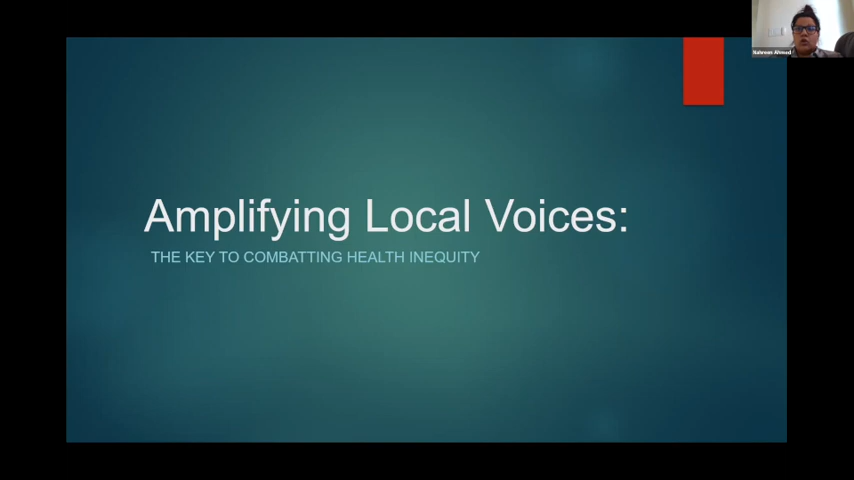 Nahreen Ahmed
Amplifying Local Voices:
THE KEY TO COMBATTING HEALTH INEQUITY